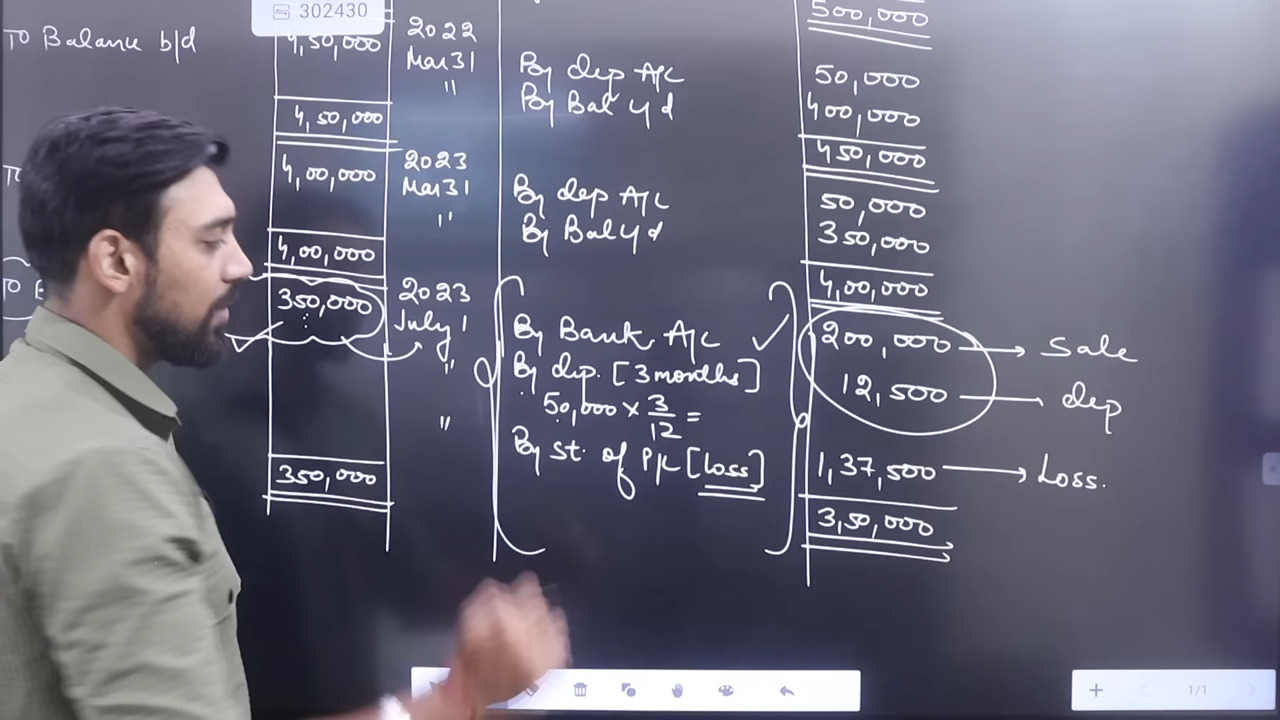 302430
500,000
TO Balance b/d 4,50,000 2022
Mar 31 By dep A/C 50,000
" By Bal c/d 400,000
4,50,000 450,000
4,00,000 2023
Mar 31 By dep A/C 50,000
" By Bal c/d 350,000
4,00,000 4,00,000
350,000 2023
July 1 By Bank A/C 200,000 Sale
" By dep. [3 months] 12,500 dep
50,000 × 3/12 =
" By st. of P/L [Loss] 1,37,500 Loss.
350,000 3,50,000
1/1